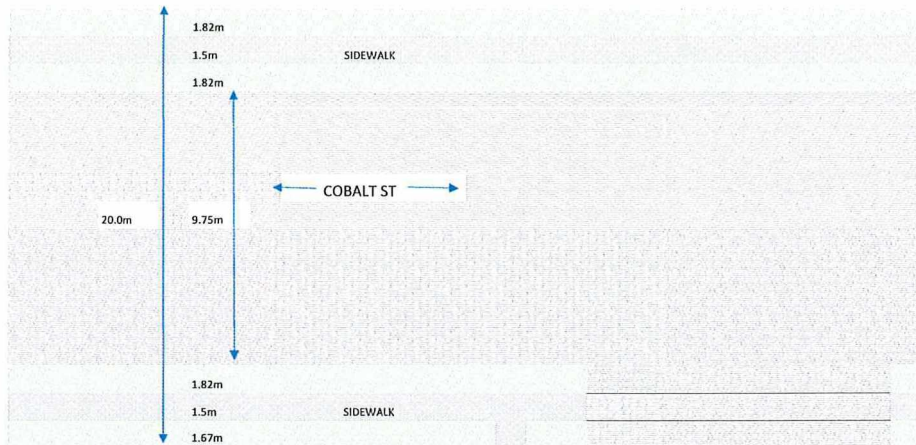 1.82m
1.5m SIDEWALK
1.82m
COBALT ST
20.0m 9.75m
1.82m
1.5m SIDEWALK
1.67m